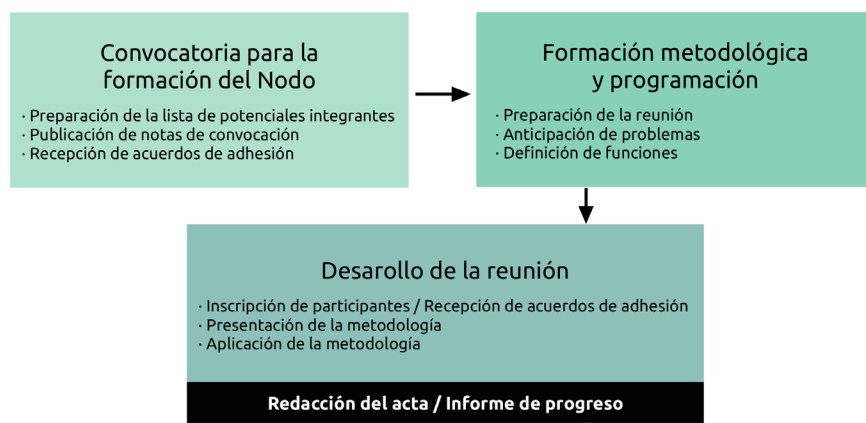 Convocatoria para la
formación del Nodo
· Preparación de la lista de potenciales integrantes
· Publicación de notas de convocación
· Recepción de acuerdos de adhesión
Formación metodológica
y programación
· Preparación de la reunión
· Anticipación de problemas
· Definición de funciones
Desarollo de la reunión
· Inscripción de participantes / Recepción de acuerdos de adhesión
· Presentación de la metodología
· Aplicación de la metodología
Redacción del acta / Informe de progreso